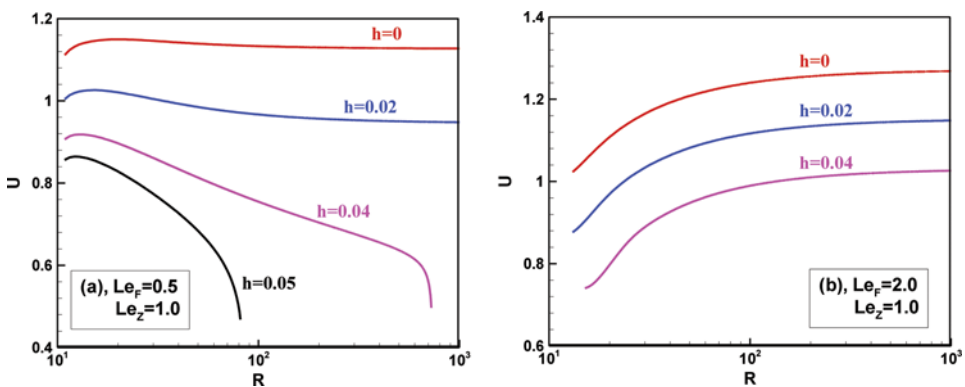 1.2
1
0.8
0.6
0.4
U
10^1
10^2
10^3
R
h=0
h=0.02
h=0.04
h=0.05
(a), Le_F=0.5
Le_Z=1.0
1.4
1.2
1
0.8
0.6
U
10^1
10^2
10^3
R
h=0
h=0.02
h=0.04
(b), Le_F=2.0
Le_Z=1.0